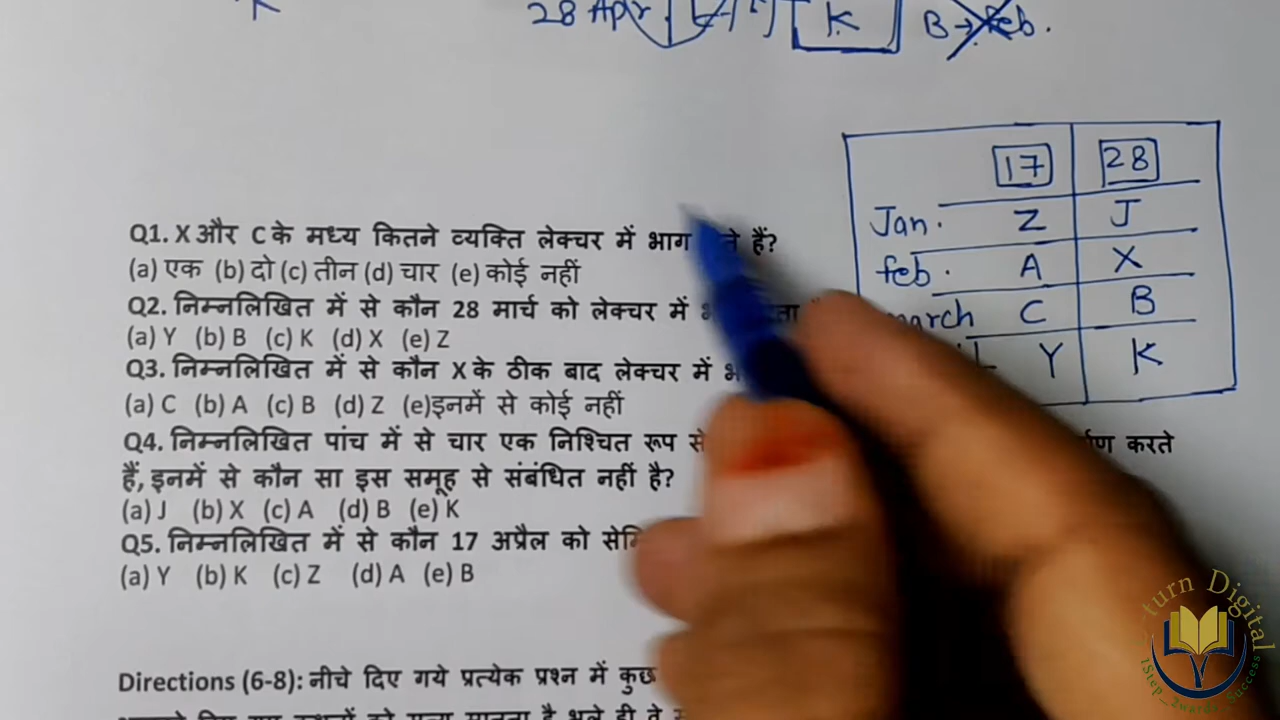 28 Apr. K B → Feb.
17 28
Jan. Z J
feb. A X
March C B
Y K
Q1. X और C के मध्य कितने व्यक्ति लेक्चर में भाग हैं?
(a) एक (b) दो (c) तीन (d) चार (e) कोई नहीं
Q2. निम्नलिखित में से कौन 28 मार्च को लेक्चर में
(a) Y (b) B (c) K (d) X (e) Z
Q3. निम्नलिखित में से कौन X के ठीक बाद लेक्चर में
(a) C (b) A (c) B (d) Z (e)इनमें से कोई नहीं
Q4. निम्नलिखित पांच में से चार एक निश्चित रूप से करते
हैं, इनमें से कौन सा इस समूह से संबंधित नहीं है?
(a) J (b) X (c) A (d) B (e) K
Q5. निम्नलिखित में से कौन 17 अप्रैल को
(a) Y (b) K (c) Z (d) A (e) B
Directions (6-8): नीचे दिए गये प्रत्येक प्रश्न में कुछ
turn Digital
1Step_2wards_Success